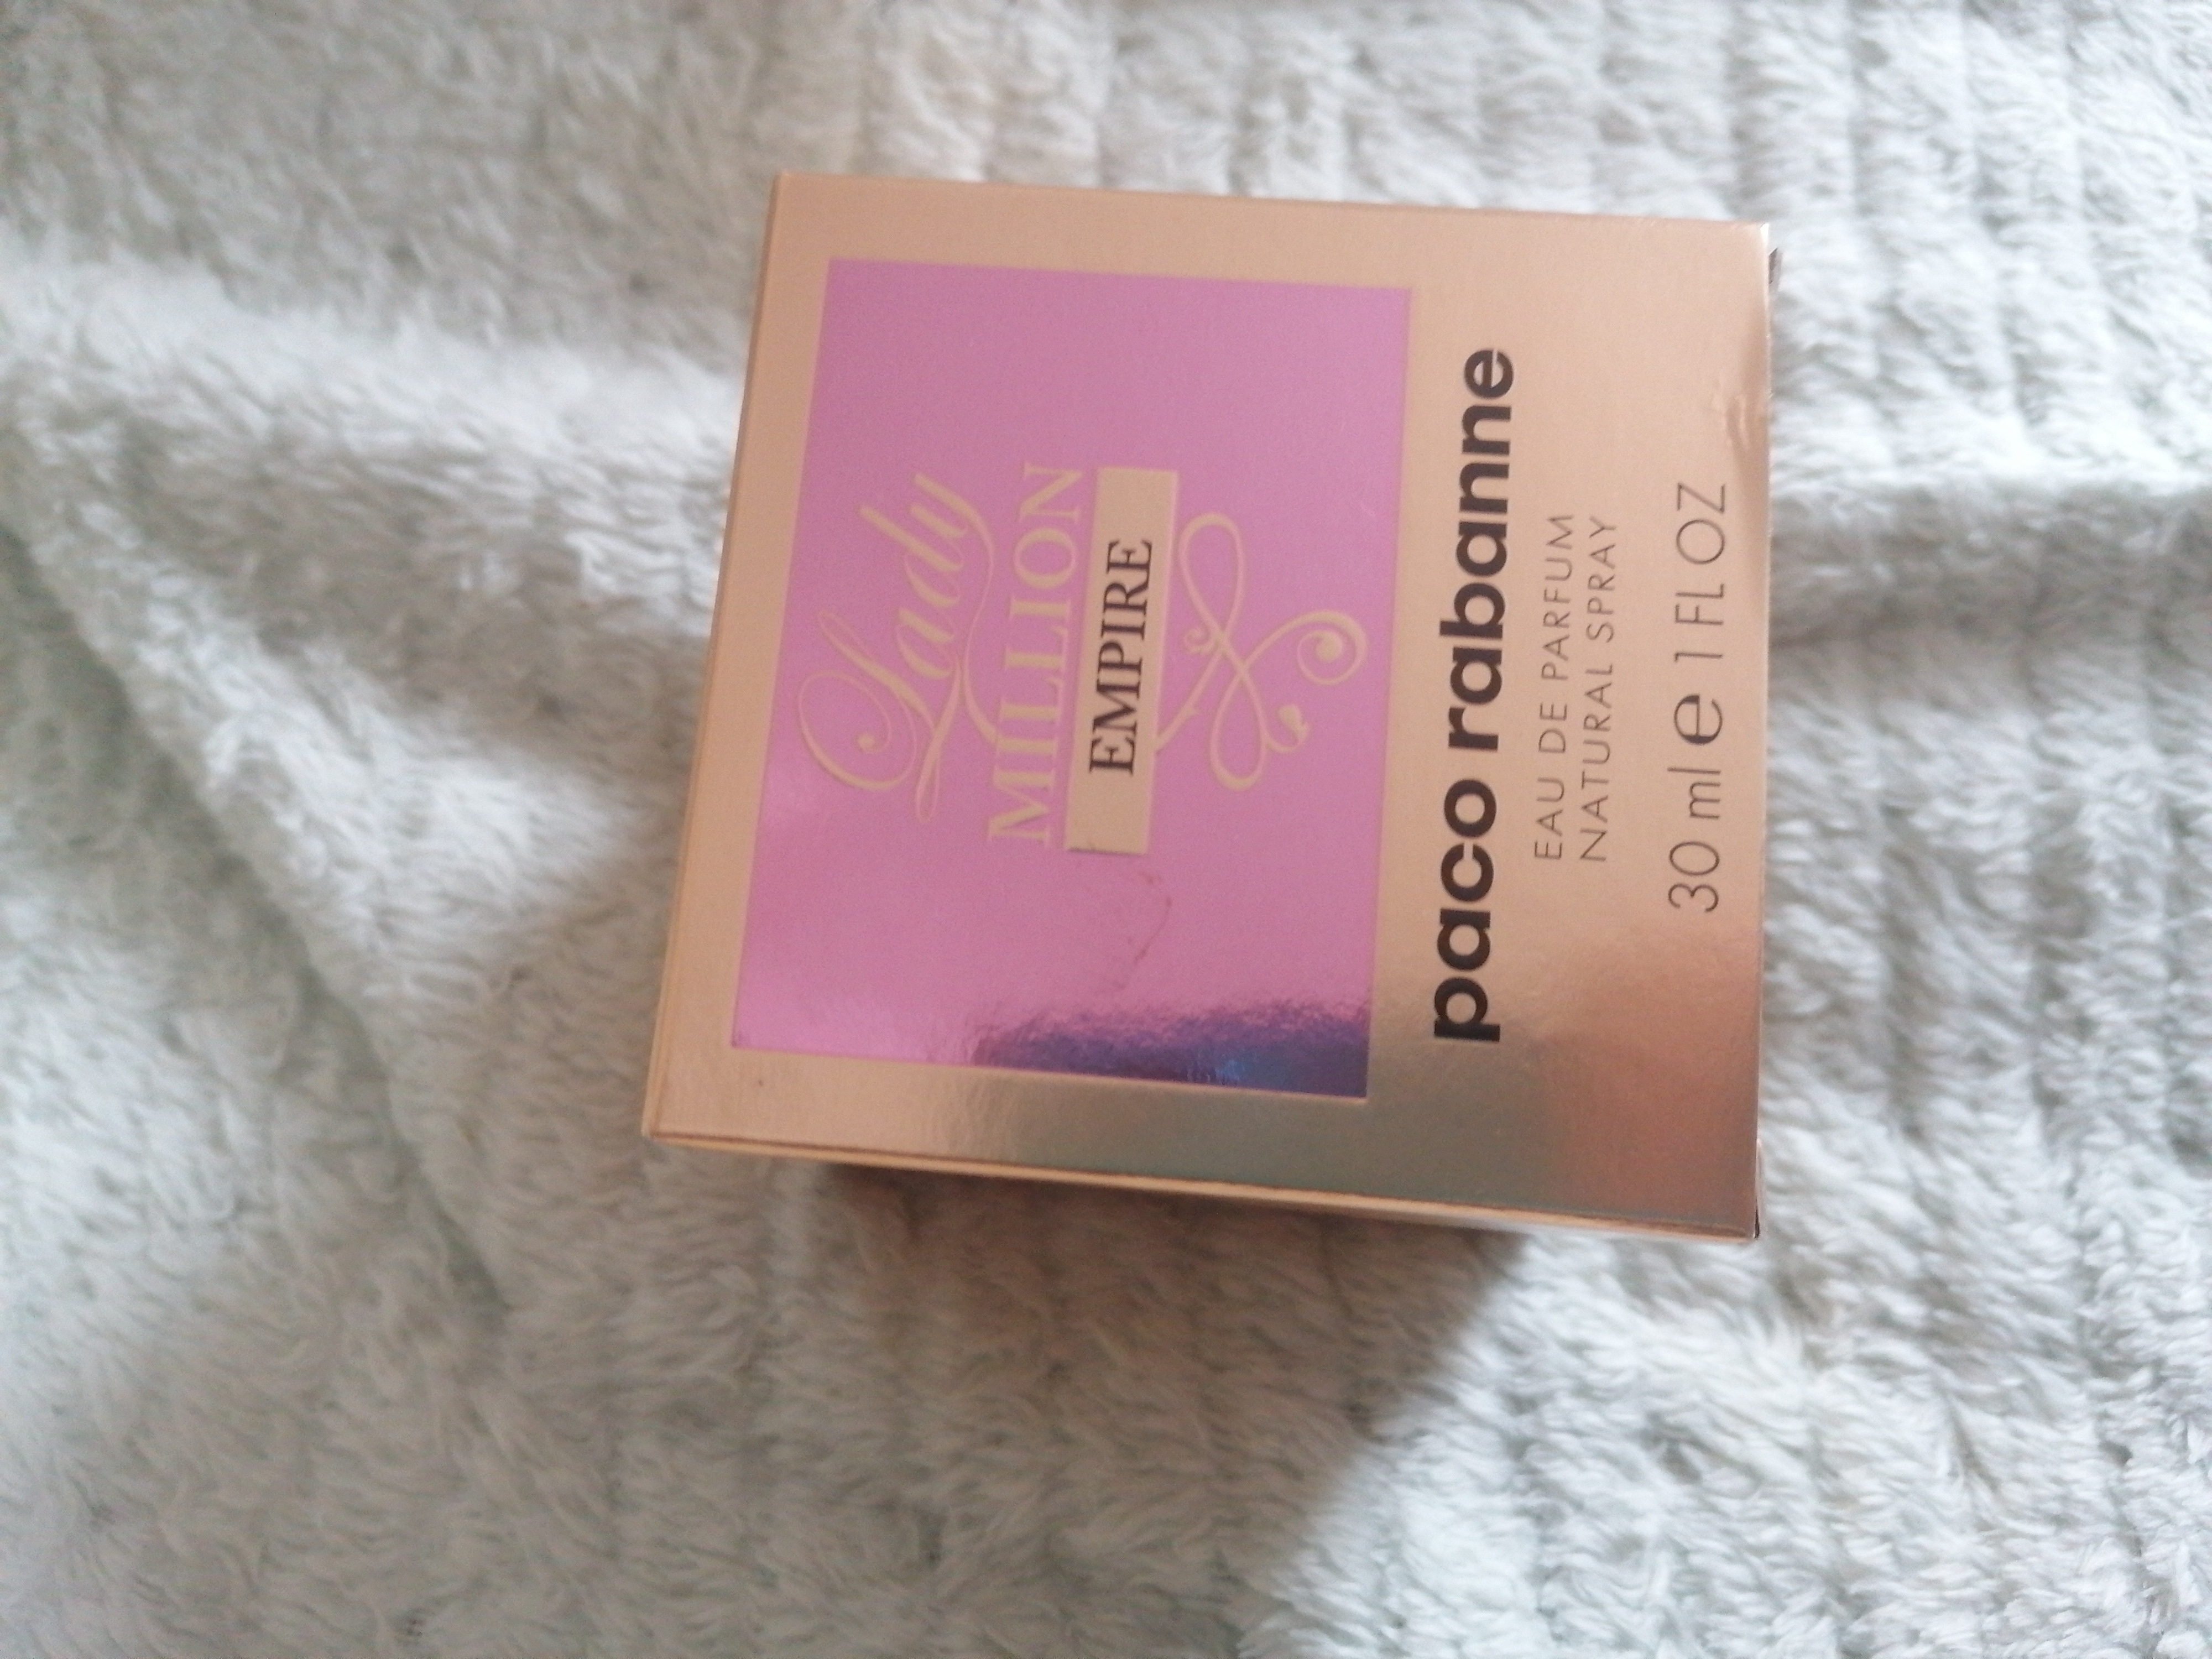 Lady
MILLION
EMPIRE
paco rabanne
EAU DE PARFUM
NATURAL SPRAY
30 ml e 1 FL OZ